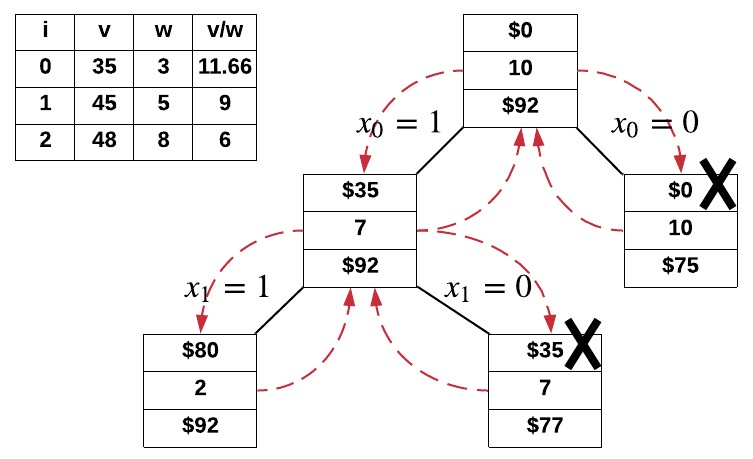 i v w v/w
0 35 3 11.66
1 45 5 9
2 48 8 6
$0
10
$92
x0 = 1
x0 = 0
$35
7
$92
$0
10
$75
x1 = 1
x1 = 0
$80
2
$92
$35
7
$77